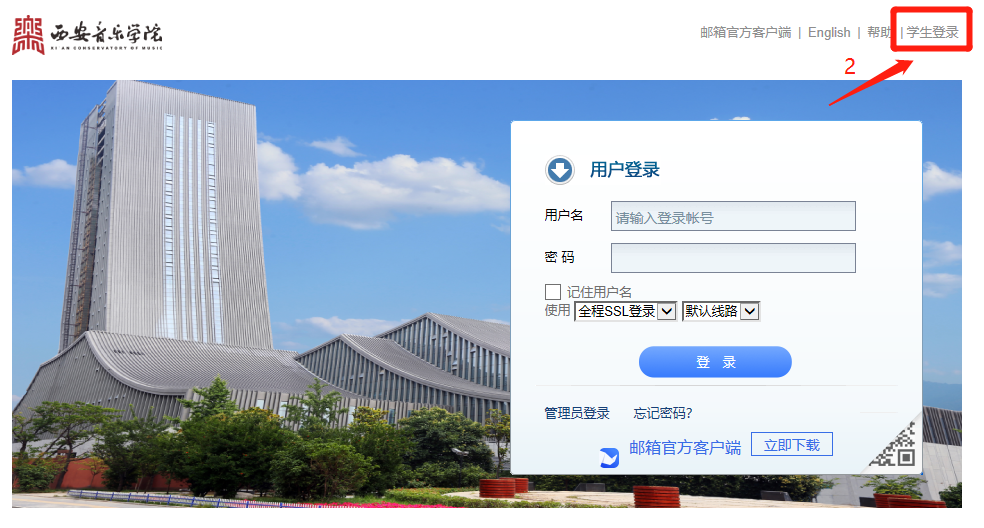 西安音乐学院
XI AN CONSERVATORY OF MUSIC
邮箱官方客户端 | English | 帮助 | 学生登录
2
用户登录
用户名 请输入登录帐号
密 码
记住用户名
使用 全程SSL登录 默认线路
登 录
管理员登录 忘记密码?
邮箱官方客户端 立即下载